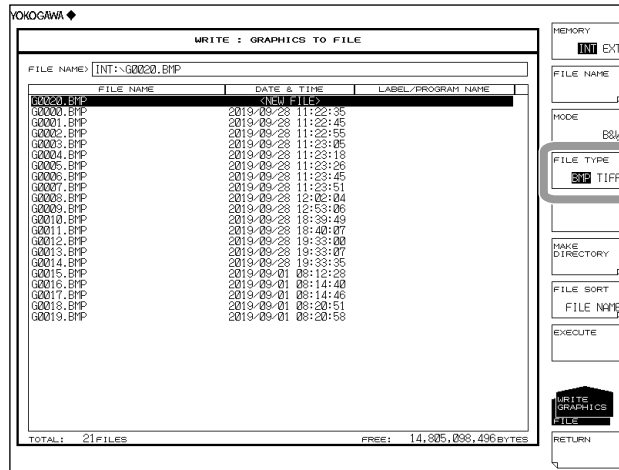 YOKOGAWA
WRITE : GRAPHICS TO FILE
FILE NAME> INT:\G0020.BMP
FILE NAME DATE & TIME LABEL/PROGRAM NAME
G0020.BMP <NEW FILE>
G0000.BMP 2019/09/28 11:22:35
G0001.BMP 2019/09/28 11:22:45
G0002.BMP 2019/09/28 11:22:55
G0003.BMP 2019/09/28 11:23:05
G0004.BMP 2019/09/28 11:23:18
G0005.BMP 2019/09/28 11:23:26
G0006.BMP 2019/09/28 11:23:45
G0007.BMP 2019/09/28 11:23:51
G0008.BMP 2019/09/28 12:02:04
G0009.BMP 2019/09/28 12:53:06
G0010.BMP 2019/09/28 18:39:49
G0011.BMP 2019/09/28 18:40:07
G0012.BMP 2019/09/28 19:33:00
G0013.BMP 2019/09/28 19:33:07
G0014.BMP 2019/09/28 19:33:35
G0015.BMP 2019/09/01 08:12:28
G0016.BMP 2019/09/01 08:14:40
G0017.BMP 2019/09/01 08:14:46
G0018.BMP 2019/09/01 08:20:51
G0019.BMP 2019/09/01 08:20:58
TOTAL: 21FILES FREE: 14,805,098,496 BYTES
MEMORY
INT EXT
FILE NAME
MODE
B&W
FILE TYPE
BMP TIFF
MAKE
DIRECTORY
FILE SORT
FILE NAME
EXECUTE
WRITE
GRAPHICS
FILE
RETURN